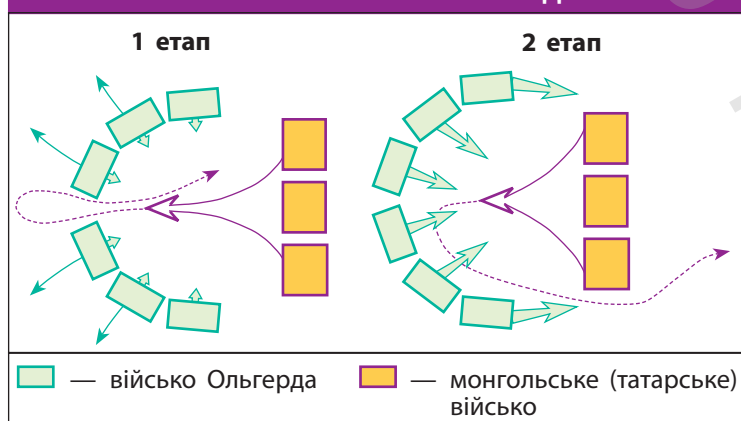 1 етап
2 етап
— військо Ольгерда
— монгольське (татарське)
військо